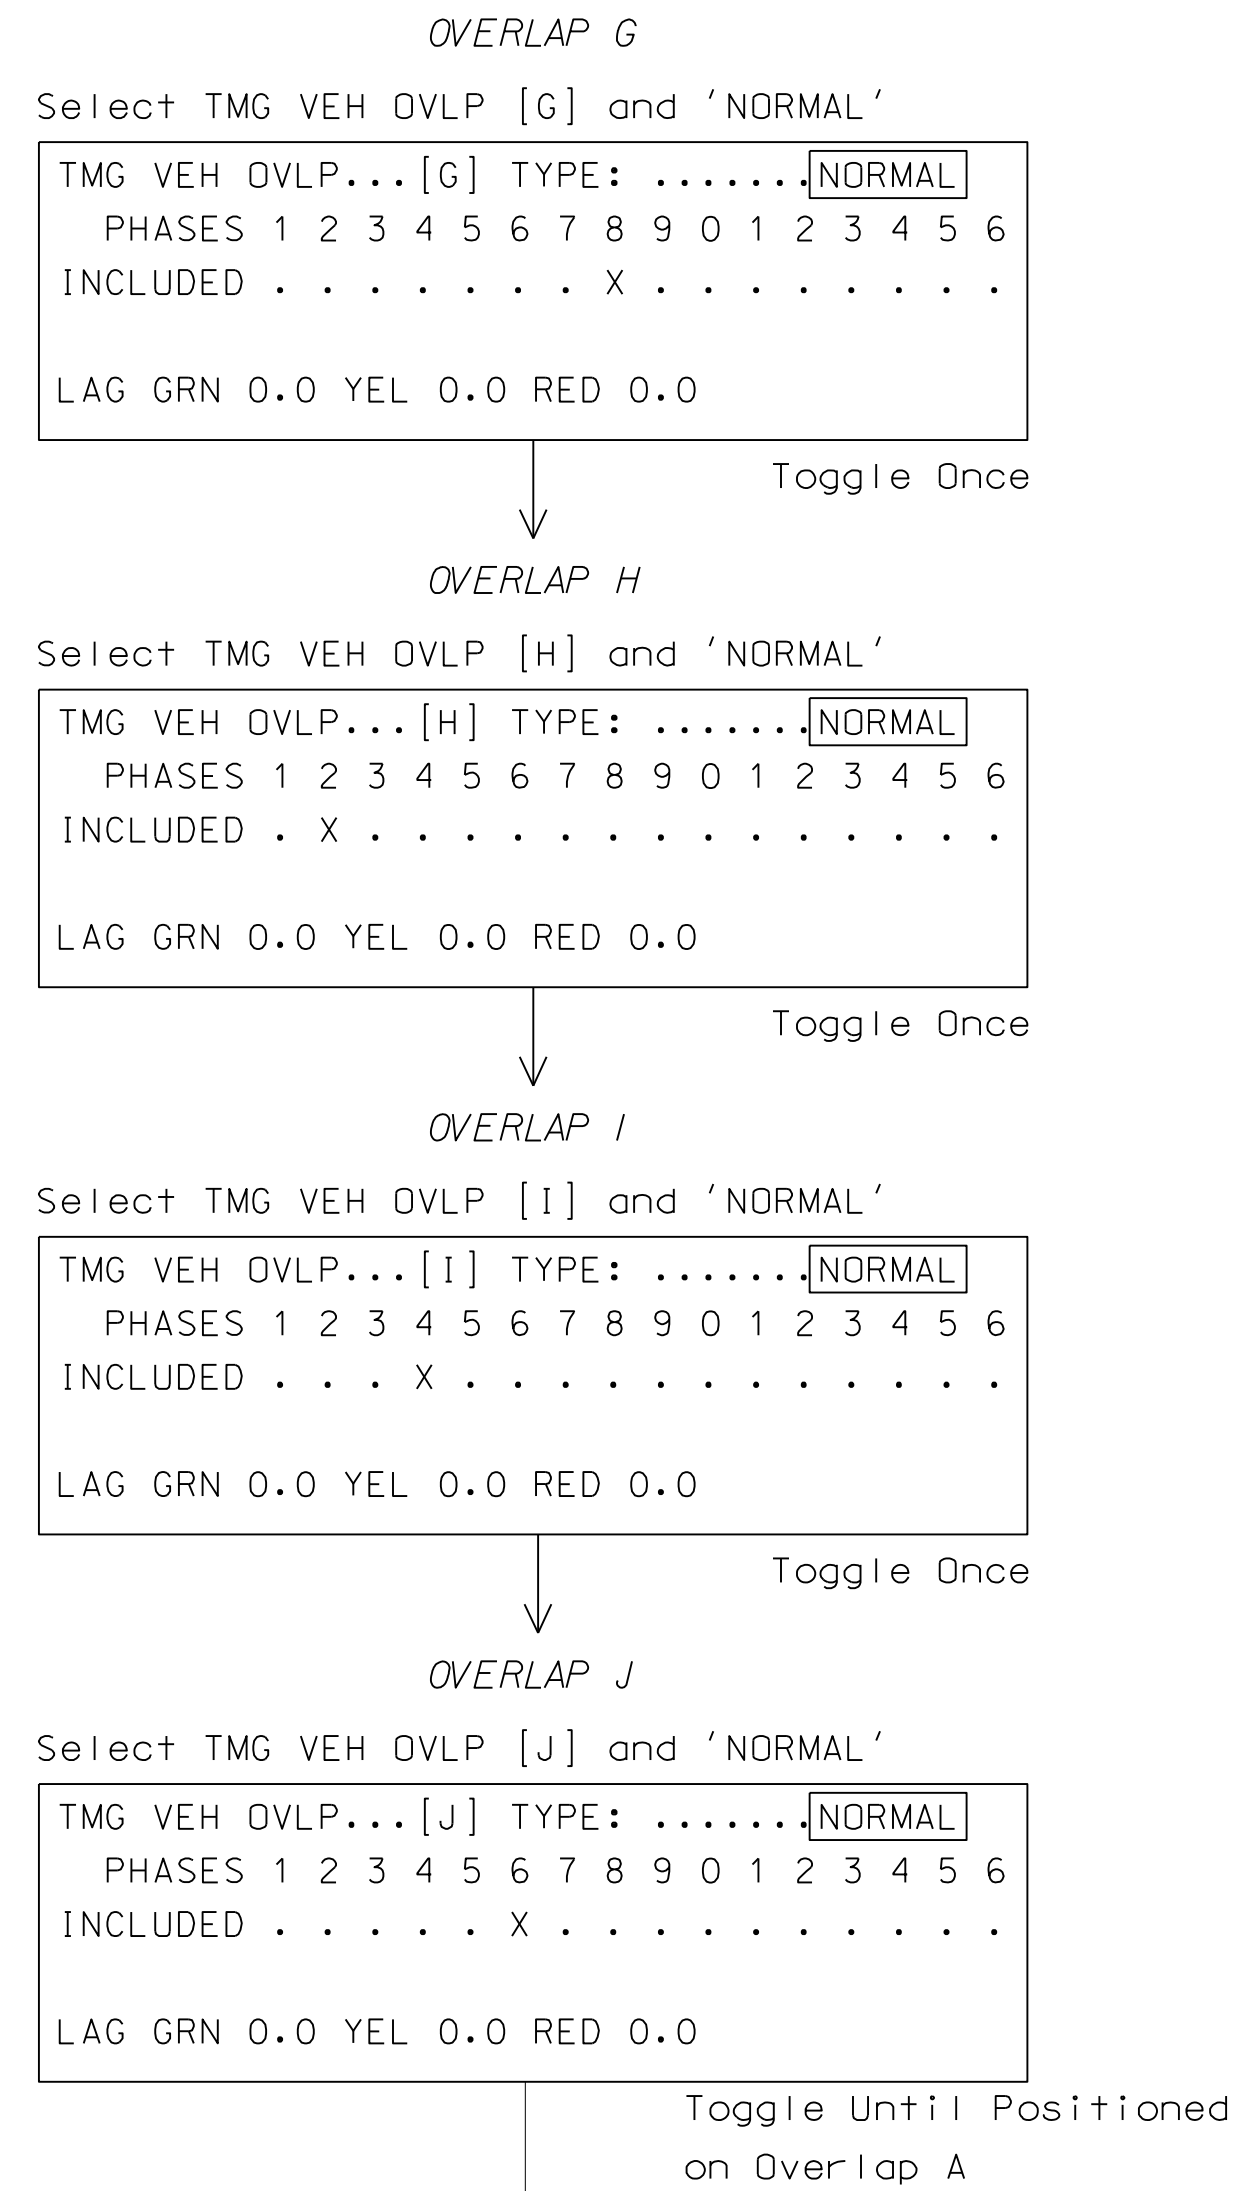 OVERLAP G
Select TMG VEH OVLP [G] and 'NORMAL'
TMG VEH OVLP...[G] TYPE: .......NORMAL
PHASES 1 2 3 4 5 6 7 8 9 0 1 2 3 4 5 6
INCLUDED . . . . . . . X . . . . . . . .
LAG GRN 0.0 YEL 0.0 RED 0.0
Toggle Once
OVERLAP H
Select TMG VEH OVLP [H] and 'NORMAL'
TMG VEH OVLP...[H] TYPE: .......NORMAL
PHASES 1 2 3 4 5 6 7 8 9 0 1 2 3 4 5 6
INCLUDED . X . . . . . . . . . . . . . .
LAG GRN 0.0 YEL 0.0 RED 0.0
Toggle Once
OVERLAP I
Select TMG VEH OVLP [I] and 'NORMAL'
TMG VEH OVLP...[I] TYPE: .......NORMAL
PHASES 1 2 3 4 5 6 7 8 9 0 1 2 3 4 5 6
INCLUDED . . . X . . . . . . . . . . . .
LAG GRN 0.0 YEL 0.0 RED 0.0
Toggle Once
OVERLAP J
Select TMG VEH OVLP [J] and 'NORMAL'
TMG VEH OVLP...[J] TYPE: .......NORMAL
PHASES 1 2 3 4 5 6 7 8 9 0 1 2 3 4 5 6
INCLUDED . . . . . X . . . . . . . . . .
LAG GRN 0.0 YEL 0.0 RED 0.0
Toggle Until Positioned
on Overlap A